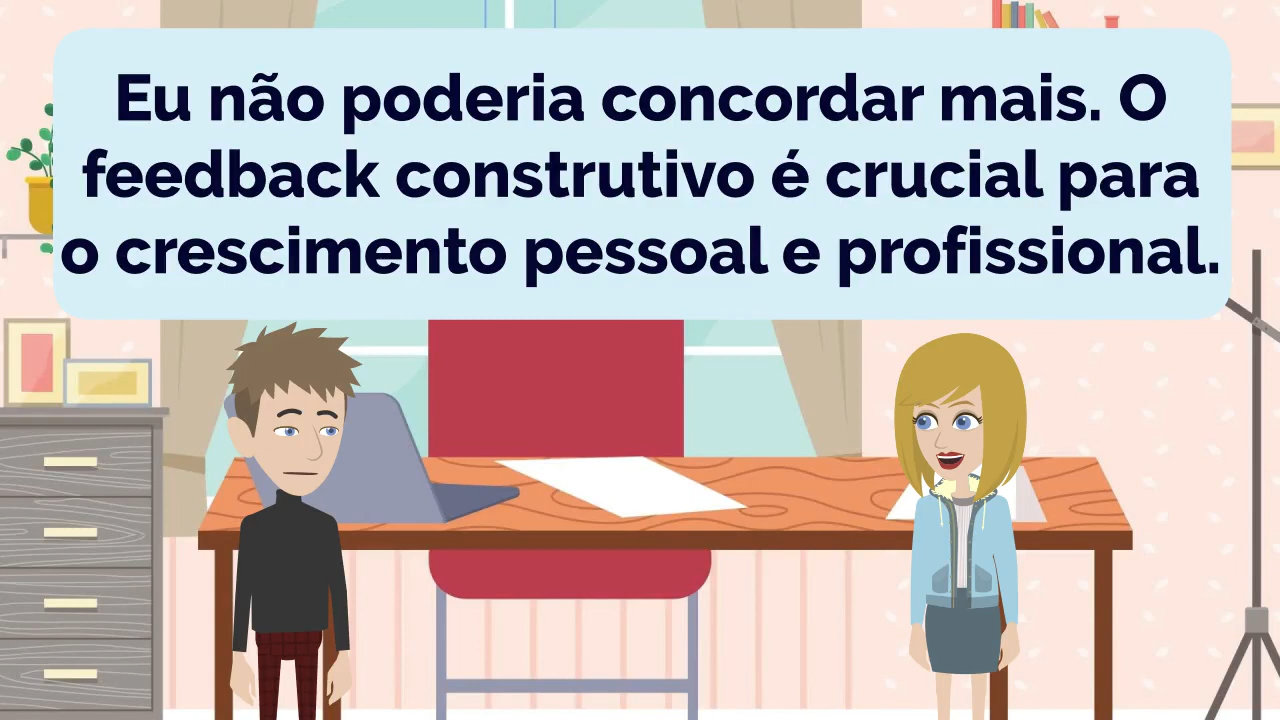 Eu não poderia concordar mais. O
feedback construtivo é crucial para
o crescimento pessoal e profissional.